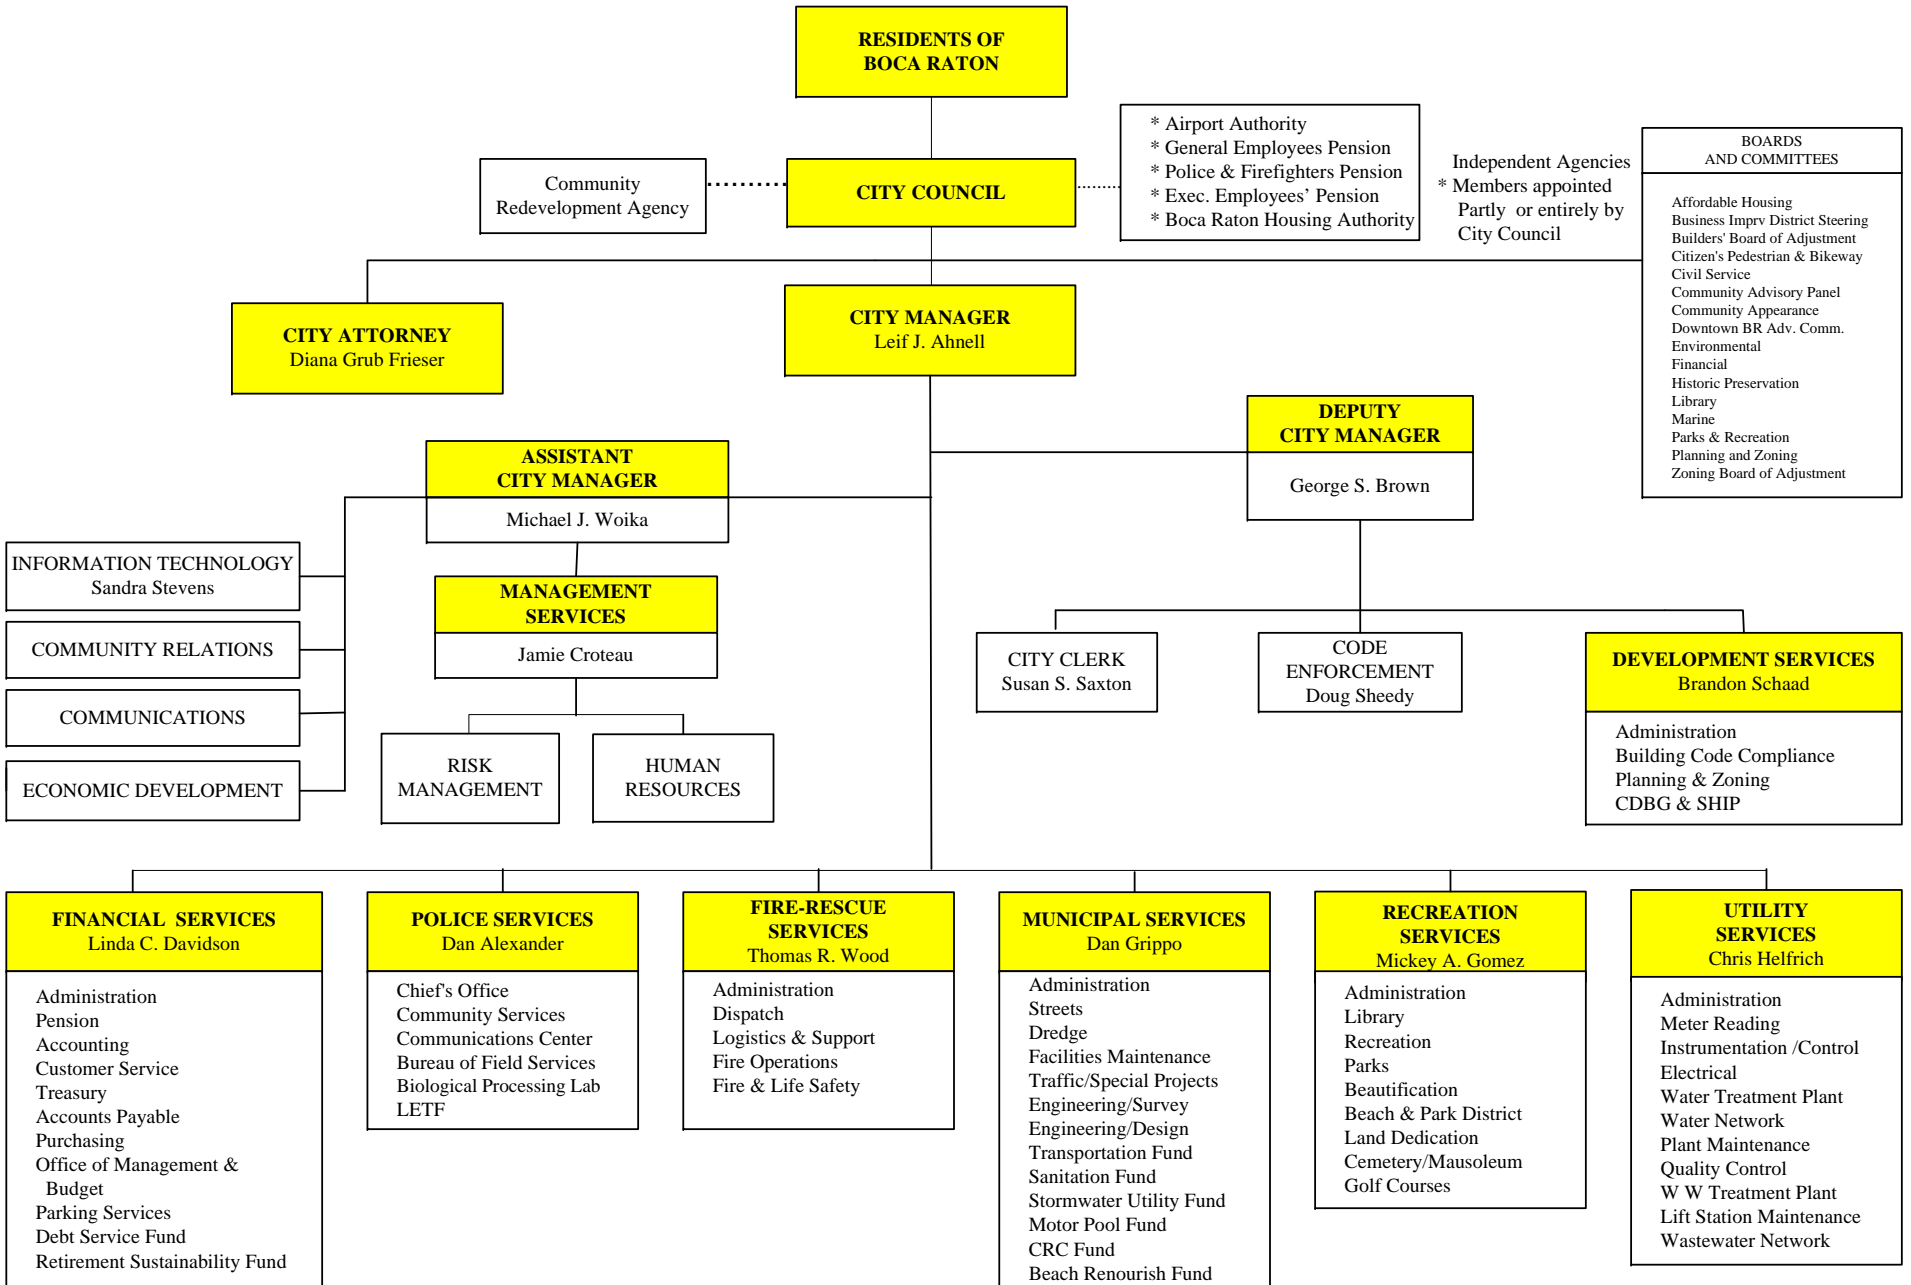 RESIDENTS OF
BOCA RATON
Community
Redevelopment Agency
CITY COUNCIL
* Airport Authority
* General Employees Pension
* Police & Firefighters Pension
* Exec. Employees’ Pension
* Boca Raton Housing Authority
Independent Agencies
* Members appointed
Partly or entirely by
City Council
BOARDS
AND COMMITTEES
Affordable Housing
Business Imprv District Steering
Builders' Board of Adjustment
Citizen's Pedestrian & Bikeway
Civil Service
Community Advisory Panel
Community Appearance
Downtown BR Adv. Comm.
Environmental
Financial
Historic Preservation
Library
Marine
Parks & Recreation
Planning and Zoning
Zoning Board of Adjustment
CITY ATTORNEY
Diana Grub Frieser
CITY MANAGER
Leif J. Ahnell
ASSISTANT
CITY MANAGER
Michael J. Woika
DEPUTY
CITY MANAGER
George S. Brown
INFORMATION TECHNOLOGY
Sandra Stevens
COMMUNITY RELATIONS
COMMUNICATIONS
ECONOMIC DEVELOPMENT
MANAGEMENT
SERVICES
Jamie Croteau
RISK
MANAGEMENT
HUMAN
RESOURCES
CITY CLERK
Susan S. Saxton
CODE
ENFORCEMENT
Doug Sheedy
DEVELOPMENT SERVICES
Brandon Schaad
Administration
Building Code Compliance
Planning & Zoning
CDBG & SHIP
FINANCIAL SERVICES
Linda C. Davidson
Administration
Pension
Accounting
Customer Service
Treasury
Accounts Payable
Purchasing
Office of Management &
Budget
Parking Services
Debt Service Fund
Retirement Sustainability Fund
POLICE SERVICES
Dan Alexander
Chief's Office
Community Services
Communications Center
Bureau of Field Services
Biological Processing Lab
LETF
FIRE-RESCUE
SERVICES
Thomas R. Wood
Administration
Dispatch
Logistics & Support
Fire Operations
Fire & Life Safety
MUNICIPAL SERVICES
Dan Grippo
Administration
Streets
Dredge
Facilities Maintenance
Traffic/Special Projects
Engineering/Survey
Engineering/Design
Transportation Fund
Sanitation Fund
Stormwater Utility Fund
Motor Pool Fund
CRC Fund
Beach Renourish Fund
RECREATION
SERVICES
Mickey A. Gomez
Administration
Library
Recreation
Parks
Beautification
Beach & Park District
Land Dedication
Cemetery/Mausoleum
Golf Courses
UTILITY
SERVICES
Chris Helfrich
Administration
Meter Reading
Instrumentation /Control
Electrical
Water Treatment Plant
Water Network
Plant Maintenance
Quality Control
W W Treatment Plant
Lift Station Maintenance
Wastewater Network